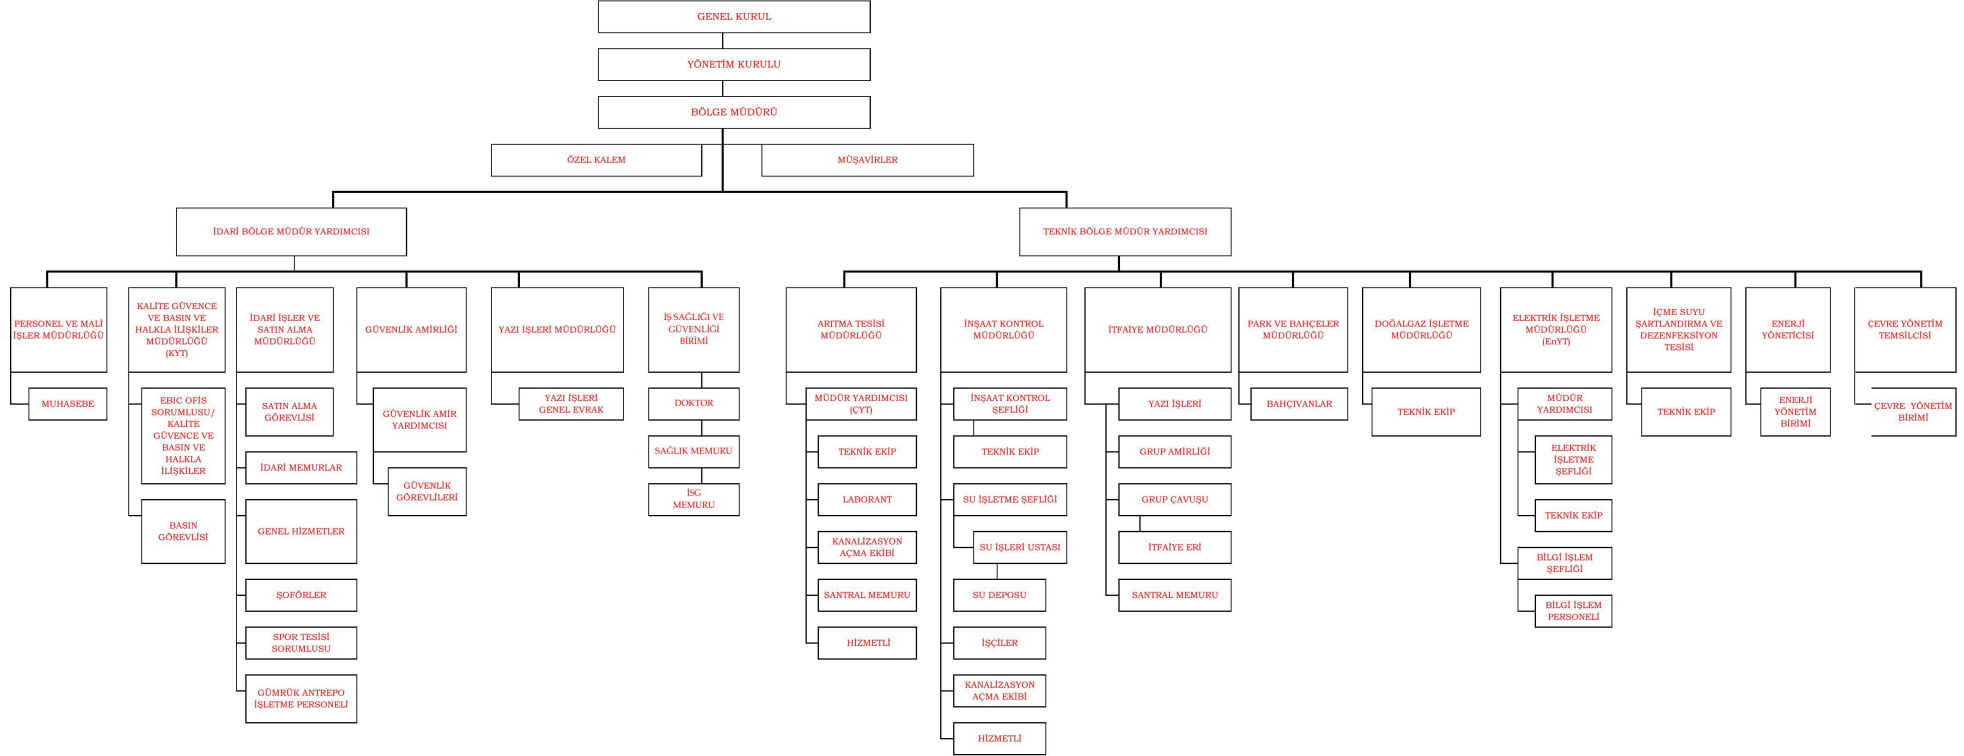 GENEL KURUL
YÖNETİM KURULU
BÖLGE MÜDÜRÜ
ÖZEL KALEM
MÜŞAVİRLER
İDARİ BÖLGE MÜDÜR YARDIMCISI
TEKNİK BÖLGE MÜDÜR YARDIMCISI
PERSONEL VE MALİ
İŞLER MÜDÜRLÜĞÜ
KALİTE GÜVENCE
VE BASIN VE
HALKLA İLİŞKİLER
MÜDÜRLÜĞÜ
(KYT)
İDARİ İŞLER VE
SATIN ALMA
MÜDÜRLÜĞÜ
GÜVENLİK AMİRLİĞİ
YAZI İŞLERİ MÜDÜRLÜĞÜ
İŞ SAĞLIĞI VE
GÜVENLİĞİ
BİRİMİ
ARITMA TESİSİ
MÜDÜRLÜĞÜ
İNŞAAT KONTROL
MÜDÜRLÜĞÜ
İTFAİYE MÜDÜRLÜĞÜ
PARK VE BAHÇELER
MÜDÜRLÜĞÜ
DOĞALGAZ İŞLETME
MÜDÜRLÜĞÜ
ELEKTRİK İŞLETME
MÜDÜRLÜĞÜ
(EnYT)
İÇME SUYU
ŞARTLANDIRMA VE
DEZENFEKSİYON
TESİSİ
ENERJİ
YÖNETİCİSİ
ÇEVRE YÖNETİM
TEMSİLCİSİ
MUHASEBE
EBIC OFİS
SORUMLUSU/
KALİTE
GÜVENCE VE
BASIN VE
HALKLA
İLİŞKİLER
BASIN
GÖREVLİSİ
SATIN ALMA
GÖREVLİSİ
İDARİ MEMURLAR
GENEL HİZMETLER
ŞOFÖRLER
SPOR TESİSİ
SORUMLUSU
GÜMRÜK ANTREPO
İŞLETME PERSONELİ
GÜVENLİK AMİR
YARDIMCISI
GÜVENLİK
GÖREVLİLERİ
YAZI İŞLERİ
GENEL EVRAK
DOKTOR
SAĞLIK MEMURU
İSG
MEMURU
MÜDÜR YARDIMCISI
(ÇYT)
TEKNİK EKİP
LABORANT
KANALİZASYON
AÇMA EKİBİ
SANTRAL MEMURU
HİZMETLİ
İNŞAAT KONTROL
ŞEFLİĞİ
TEKNİK EKİP
SU İŞLETME ŞEFLİĞİ
SU İŞLERİ USTASI
SU DEPOSU
İŞÇİLER
KANALİZASYON
AÇMA EKİBİ
HİZMETLİ
YAZI İŞLERİ
GRUP AMİRLİĞİ
GRUP ÇAVUŞU
İTFAİYE ERİ
SANTRAL MEMURU
BAHÇIVANLAR
TEKNİK EKİP
MÜDÜR
YARDIMCISI
ELEKTRİK
İŞLETME
ŞEFLİĞİ
TEKNİK EKİP
BİLGİ İŞLEM
ŞEFLİĞİ
BİLGİ İŞLEM
PERSONELİ
TEKNİK EKİP
ENERJİ
YÖNETİM
BİRİMİ
ÇEVRE YÖNETİM
BİRİMİ